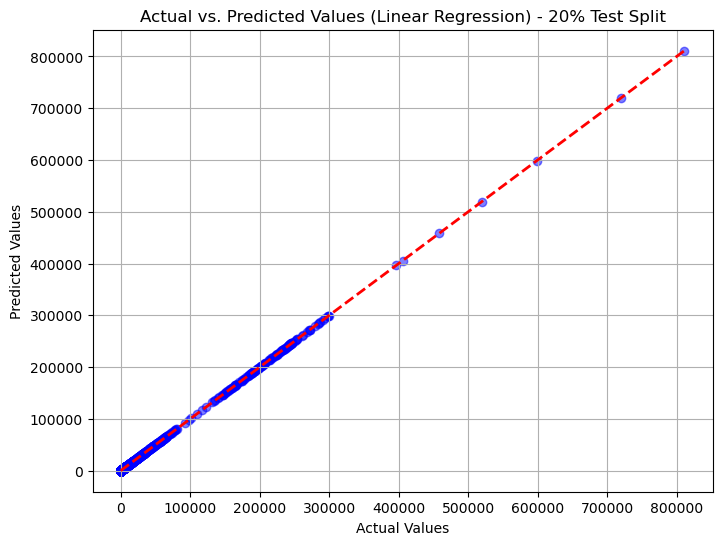 Actual vs. Predicted Values (Linear Regression) - 20% Test Split
800000
700000
600000
500000
400000
300000
200000
100000
0
Predicted Values
0 100000 200000 300000 400000 500000 600000 700000 800000
Actual Values